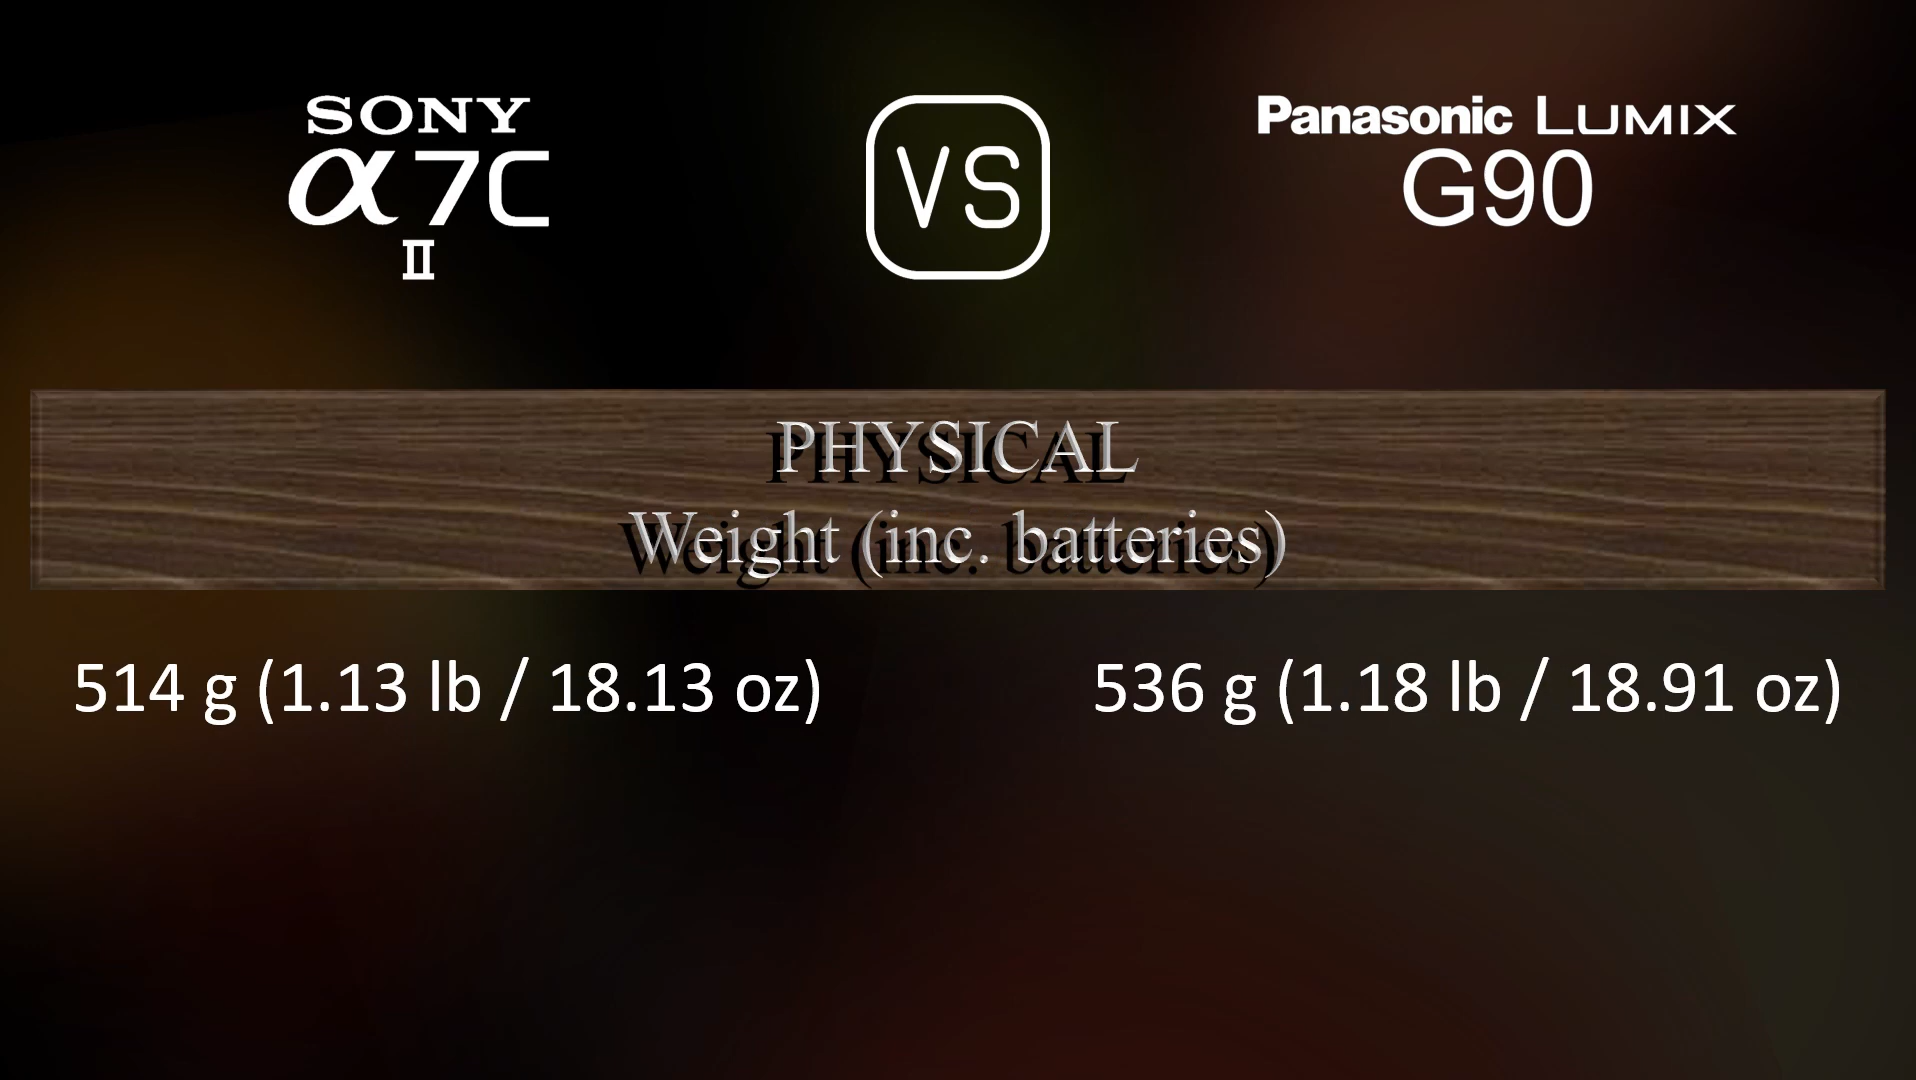 SONY
α7C
II
VS
Panasonic LUMIX
G90
PHYSICAL
Weight (inc. batteries)
514 g (1.13 lb / 18.13 oz)
536 g (1.18 lb / 18.91 oz)